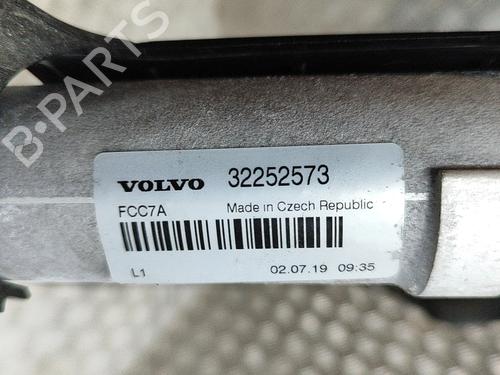 B-PARTS
VOLVO 32252573
FCC7A Made in Czech Republic
L1 02.07.19 09:35